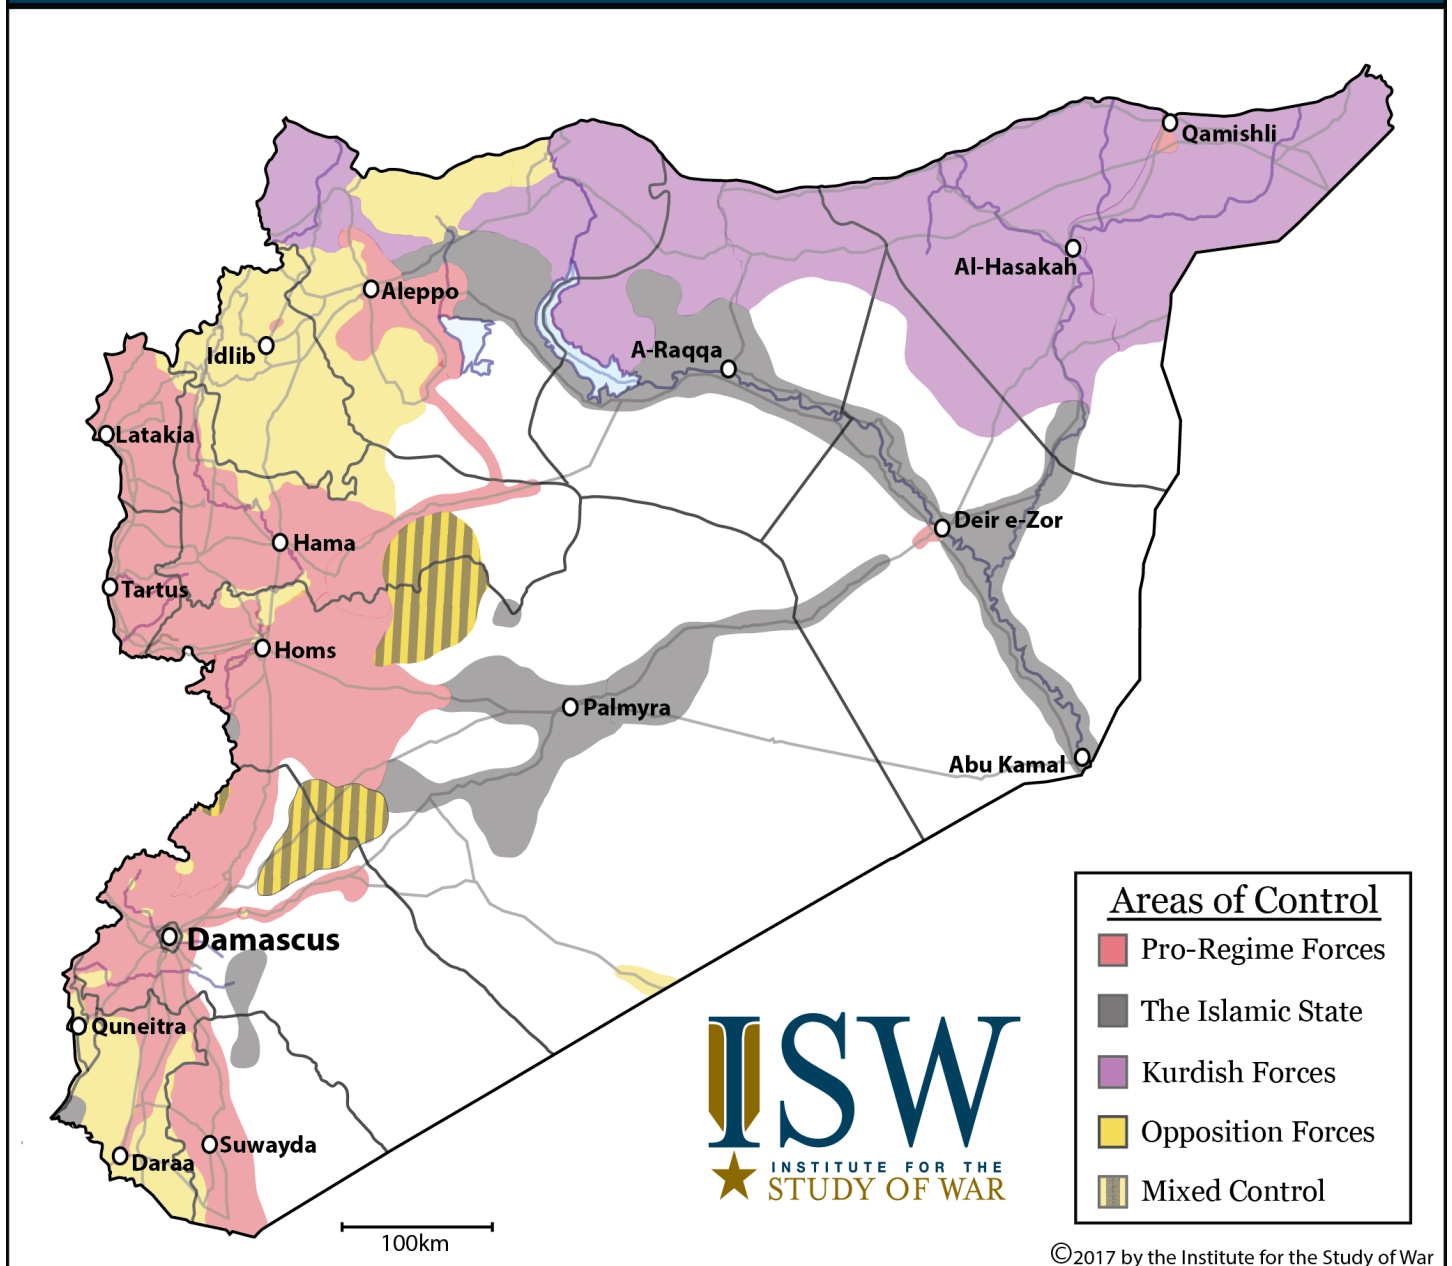 Qamishli
Al-Hasakah
Aleppo
A-Raqqa
Idlib
Latakia
Deir e-Zor
Hama
Tartus
Homs
Palmyra
Abu Kamal
Damascus
Quneitra
Suwayda
Daraa
100km
ISW
INSTITUTE FOR THE
STUDY OF WAR
Areas of Control
Pro-Regime Forces
The Islamic State
Kurdish Forces
Opposition Forces
Mixed Control
©2017 by the Institute for the Study of War